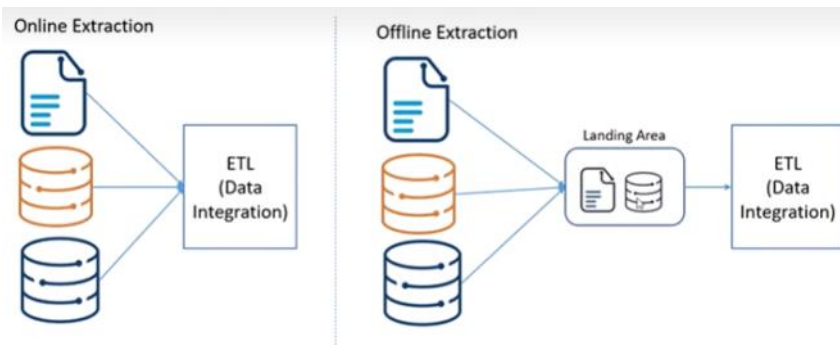 Online Extraction
ETL
(Data
Integration)
Offline Extraction
Landing Area
ETL
(Data
Integration)